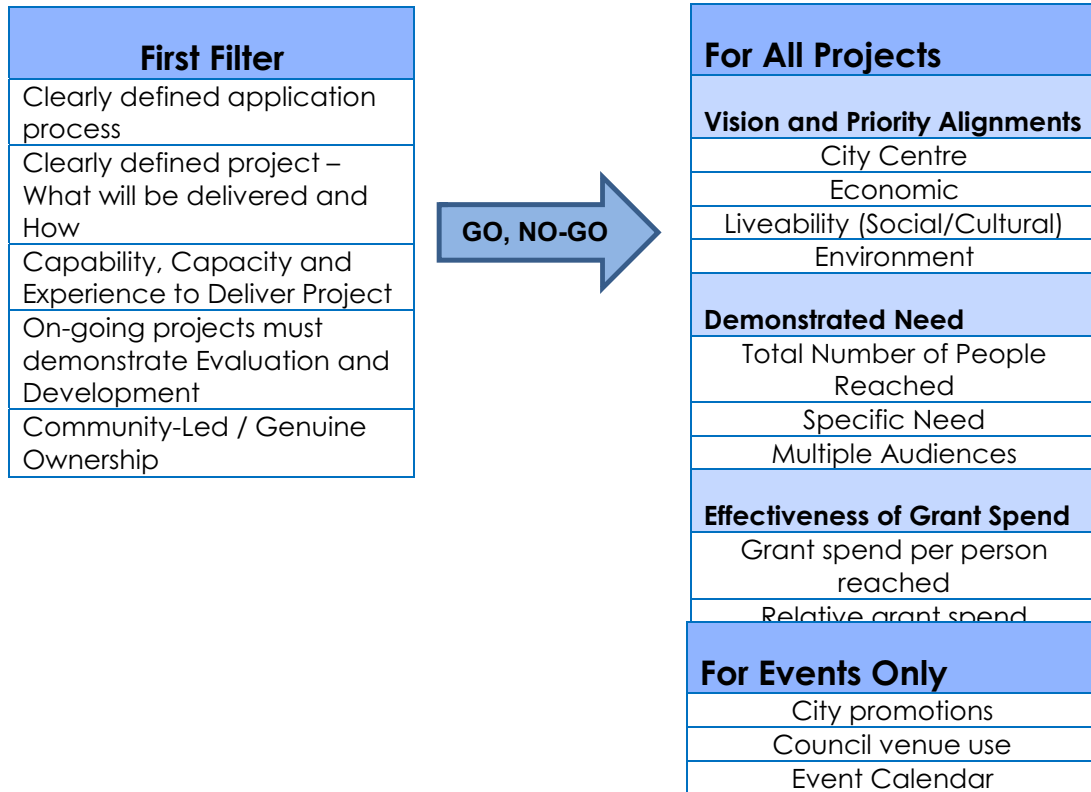 First Filter
Clearly defined application
process
Clearly defined project –
What will be delivered and
How
Capability, Capacity and
Experience to Deliver Project
On-going projects must
demonstrate Evaluation and
Development
Community-Led / Genuine
Ownership
GO, NO-GO
For All Projects
Vision and Priority Alignments
City Centre
Economic
Liveability (Social/Cultural)
Environment
Demonstrated Need
Total Number of People
Reached
Specific Need
Multiple Audiences
Effectiveness of Grant Spend
Grant spend per person
reached
Relative grant spend
For Events Only
City promotions
Council venue use
Event Calendar